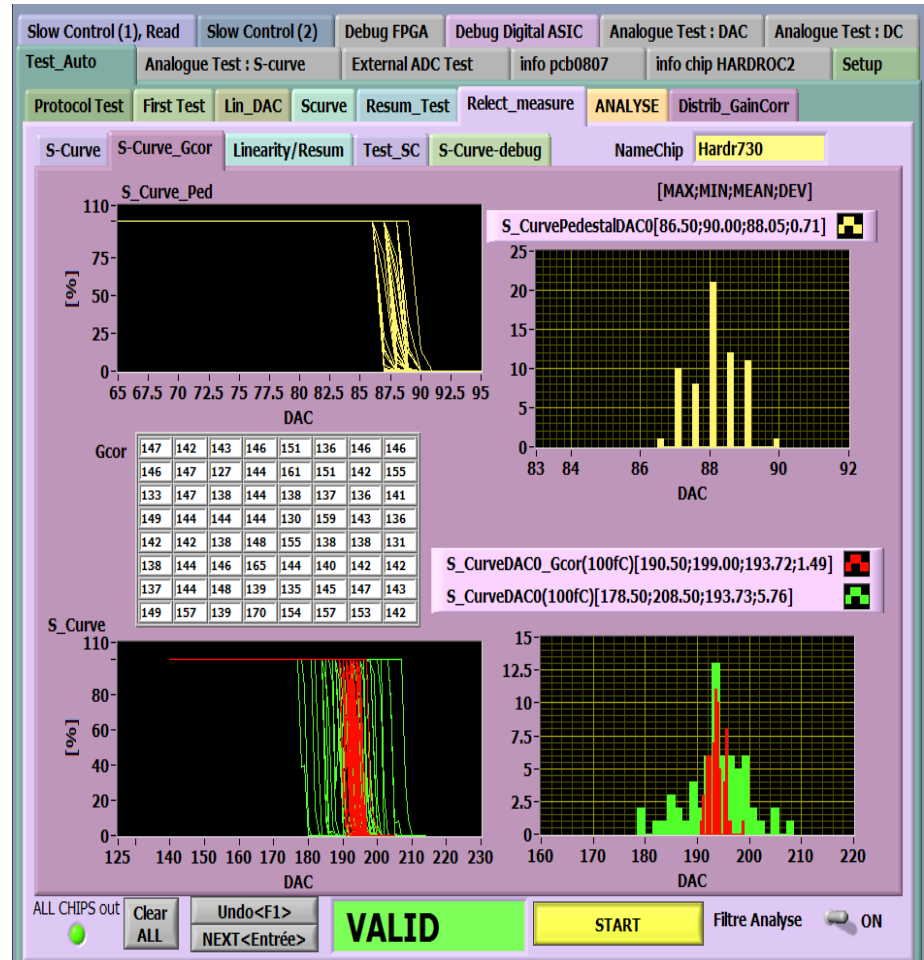 Slow Control (1), Read Slow Control (2) Debug FPGA Debug Digital ASIC Analogue Test : DAC Analogue Test : DC
Test_Auto Analogue Test : S-curve External ADC Test info pcb0807 info chip HARDROC2 Setup
Protocol Test First Test Lin_DAC Scurve Resum_Test Relect_measure ANALYSE Distrib_GainCorr
S-Curve S-Curve_Gcor Linearity/Resum Test_SC S-Curve-debug NameChip Hardr730
S_Curve_Ped
110
75
50
25
0
[%]
65 67.5 70 72.5 75 77.5 80 82.5 85 87.5 90 92.5 95
DAC
[MAX;MIN;MEAN;DEV]
S_CurvePedestalDAC0[86.50;90.00;88.05;0.71]
25
20
15
10
5
0
83 84 86 88 90 92
DAC
Gcor
147 142 143 146 151 136 146 146
146 147 127 144 161 151 142 155
133 147 138 144 138 137 136 141
149 144 144 144 130 159 143 136
142 142 138 148 155 138 138 131
138 144 146 165 144 140 142 142
137 144 148 139 135 145 147 143
149 157 139 170 154 157 153 142
S_CurveDAC0_Gcor(100fC)[190.50;199.00;193.72;1.49]
S_CurveDAC0(100fC)[178.50;208.50;193.73;5.76]
S_Curve
110
80
60
40
20
0
[%]
125 140 150 160 170 180 190 200 210 220 230
DAC
15
12.5
10
7.5
5
2.5
0
160 170 180 190 200 210 220
DAC
ALL CHIPS out Clear ALL Undo<F1> VALID START Filtre Analyse ON
NEXT<Entrée>